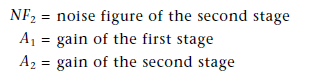 NF₂ = noise figure of the second stage
A₁ = gain of the first stage
A₂ = gain of the second stage